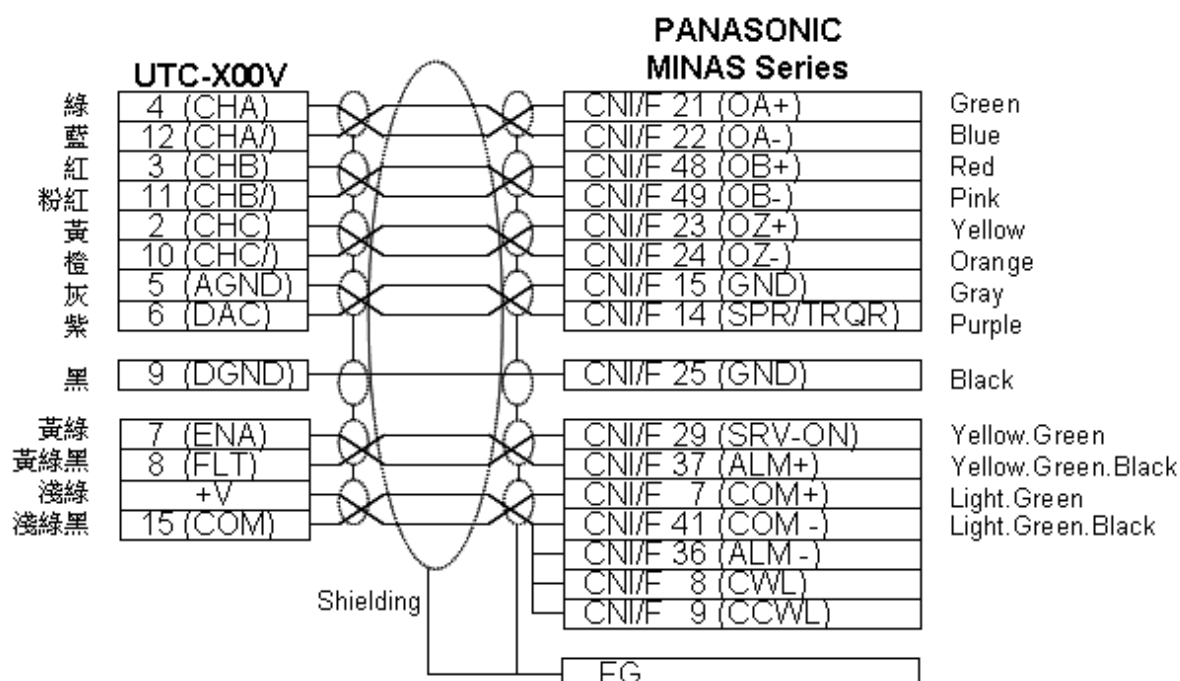 PANASONIC
UTC-X00V MINAS Series
綠 4 (CHA) CNI/F 21 (OA+) Green
藍 12 (CHA/) CNI/F 22 (OA-) Blue
紅 3 (CHB) CNI/F 48 (OB+) Red
粉紅 11 (CHB/) CNI/F 49 (OB-) Pink
黃 2 (CHC) CNI/F 23 (OZ+) Yellow
橙 10 (CHC/) CNI/F 24 (OZ-) Orange
灰 5 (AGND) CNI/F 15 (GND) Gray
紫 6 (DAC) CNI/F 14 (SPR/TRQR) Purple
黑 9 (DGND) CNI/F 25 (GND) Black
黃綠 7 (ENA) CNI/F 29 (SRV-ON) Yellow.Green
黃綠黑 8 (FLT) CNI/F 37 (ALM+) Yellow.Green.Black
淺綠 +V CNI/F 7 (COM+) Light.Green
淺綠黑 15 (COM) CNI/F 41 (COM -) Light.Green.Black
CNI/F 36 (ALM -)
CNI/F 8 (CWL)
Shielding CNI/F 9 (CCWL)
FG